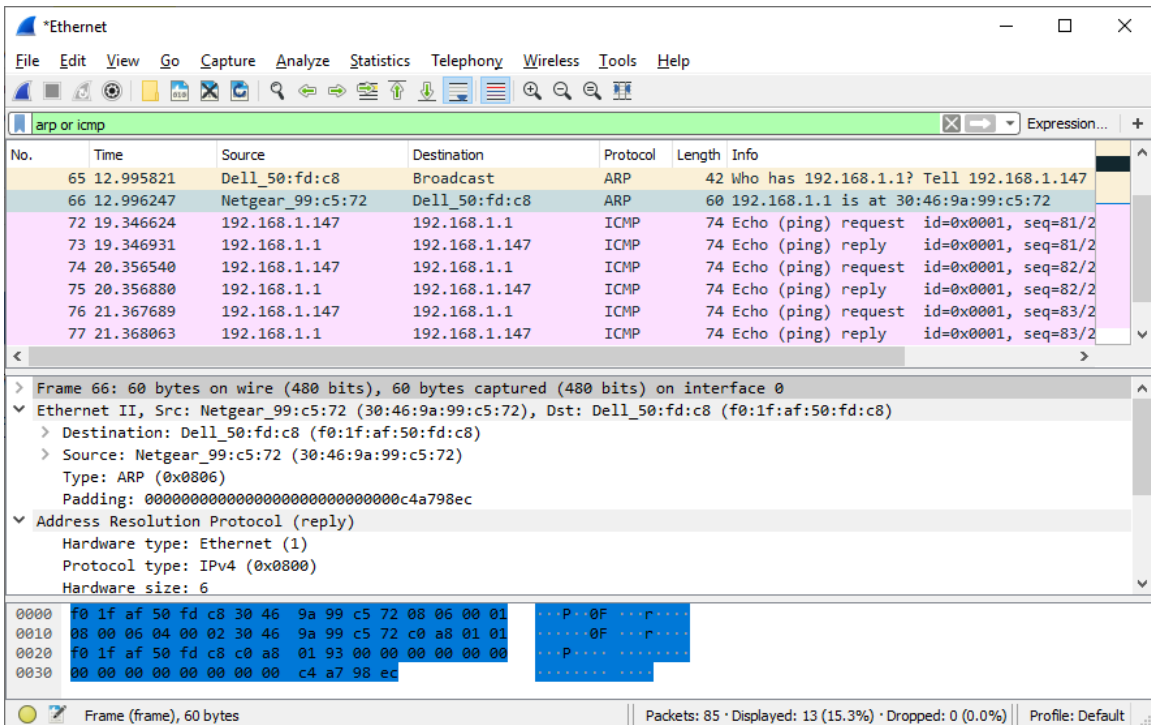 *Ethernet
File Edit View Go Capture Analyze Statistics Telephony Wireless Tools Help
arp or icmp Expression... +
No. Time Source Destination Protocol Length Info
65 12.995821 Dell_50:fd:c8 Broadcast ARP 42 Who has 192.168.1.1? Tell 192.168.1.147
66 12.996247 Netgear_99:c5:72 Dell_50:fd:c8 ARP 60 192.168.1.1 is at 30:46:9a:99:c5:72
72 19.346624 192.168.1.147 192.168.1.1 ICMP 74 Echo (ping) request id=0x0001, seq=81/2
73 19.346931 192.168.1.1 192.168.1.147 ICMP 74 Echo (ping) reply id=0x0001, seq=81/2
74 20.356540 192.168.1.147 192.168.1.1 ICMP 74 Echo (ping) request id=0x0001, seq=82/2
75 20.356880 192.168.1.1 192.168.1.147 ICMP 74 Echo (ping) reply id=0x0001, seq=82/2
76 21.367689 192.168.1.147 192.168.1.1 ICMP 74 Echo (ping) request id=0x0001, seq=83/2
77 21.368063 192.168.1.1 192.168.1.147 ICMP 74 Echo (ping) reply id=0x0001, seq=83/2
> Frame 66: 60 bytes on wire (480 bits), 60 bytes captured (480 bits) on interface 0
Ethernet II, Src: Netgear_99:c5:72 (30:46:9a:99:c5:72), Dst: Dell_50:fd:c8 (f0:1f:af:50:fd:c8)
> Destination: Dell_50:fd:c8 (f0:1f:af:50:fd:c8)
> Source: Netgear_99:c5:72 (30:46:9a:99:c5:72)
Type: ARP (0x0806)
Padding: 0000000000000000000000000000c4a798ec
Address Resolution Protocol (reply)
Hardware type: Ethernet (1)
Protocol type: IPv4 (0x0800)
Hardware size: 6
0000 f0 1f af 50 fd c8 30 46 9a 99 c5 72 08 06 00 01 ···P··0F ···r····
0010 08 00 06 04 00 02 30 46 9a 99 c5 72 c0 a8 01 01 ······0F ···r····
0020 f0 1f af 50 fd c8 c0 a8 01 93 00 00 00 00 00 00 ···P···· ········
0030 00 00 00 00 00 00 00 00 c4 a7 98 ec ········ ····
Frame (frame), 60 bytes Packets: 85 · Displayed: 13 (15.3%) · Dropped: 0 (0.0%) Profile: Default